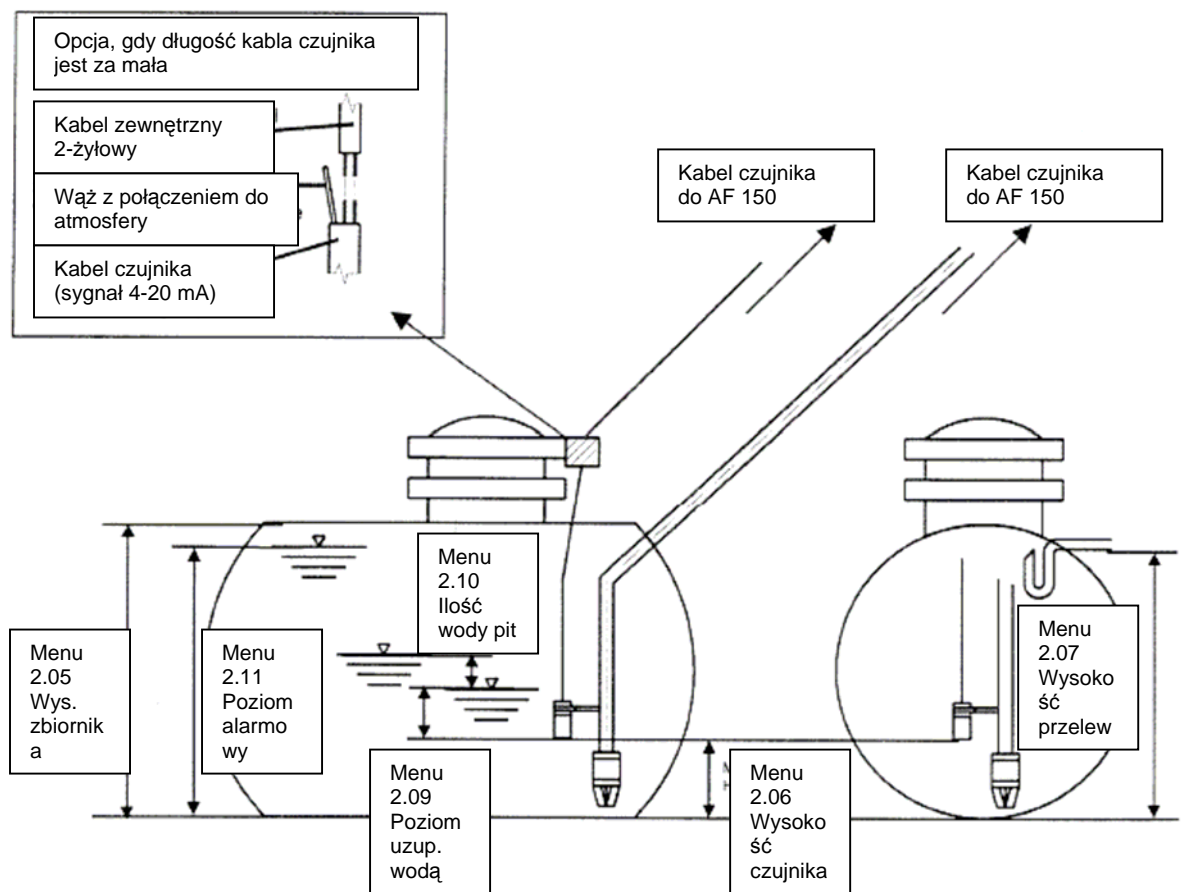 Opcja, gdy długość kabla czujnika
jest za mała
Kabel zewnętrzny
2-żyłowy
Wąż z połączeniem do
atmosfery
Kabel czujnika
(sygnał 4-20 mA)
Kabel czujnika
do AF 150
Kabel czujnika
do AF 150
Menu
2.10
Ilość
wody pit
Menu
2.05
Wys.
zbiornik
a
Menu
2.11
Poziom
alarmo
wy
Menu
2.07
Wysoko
ść
przelew
Menu
2.09
Poziom
uzup.
wodą
Menu
2.06
Wysoko
ść
czujnika